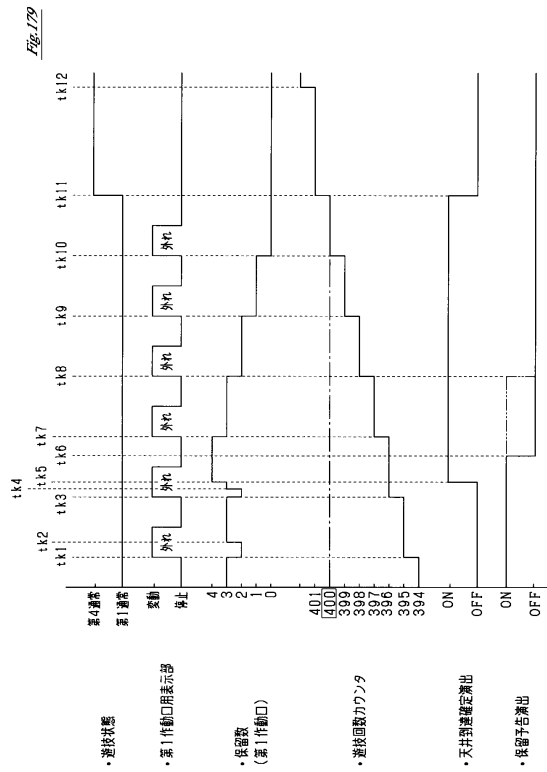 Fig.179
tk1
tk2
tk3
tk4
tk5
tk6
tk7
tk8
tk9
tk10
tk11
tk12
・遊技状態
第4通常
第1通常
・第1作動口用表示部
変動
停止
外れ
外れ
外れ
外れ
外れ
外れ
・保留数
(第1作動口)
4
3
2
1
0
・遊技回数カウンタ
401
400
399
398
397
396
395
394
・天井到達確定演出
ON
OFF
・保留予告演出
ON
OFF